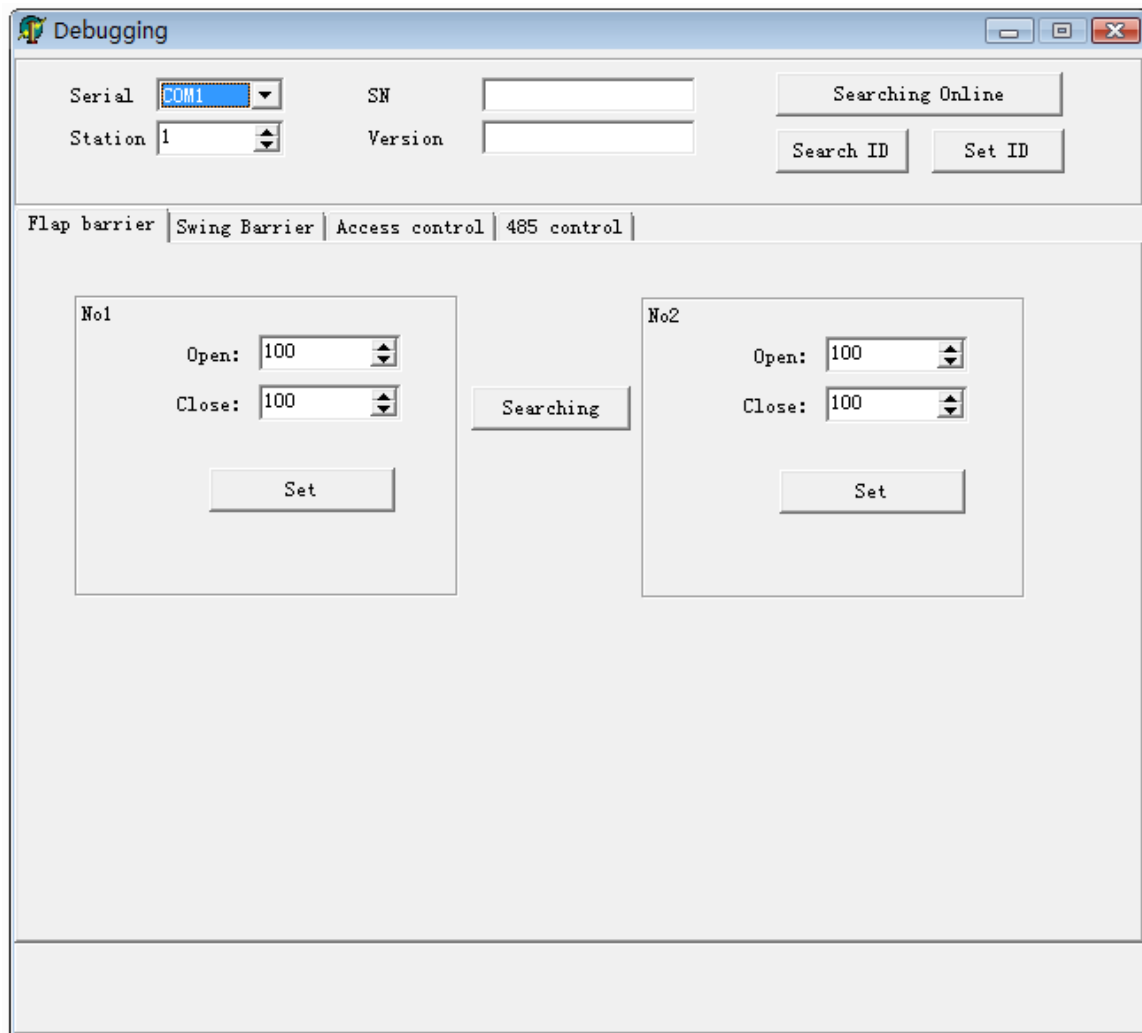 Debugging
Serial COM1 SN Searching Online
Station 1 Version
Search ID Set ID
Flap barrier Swing Barrier Access control 485 control
No1 No2
Open: 100 Open: 100
Close: 100 Searching Close: 100
Set Set